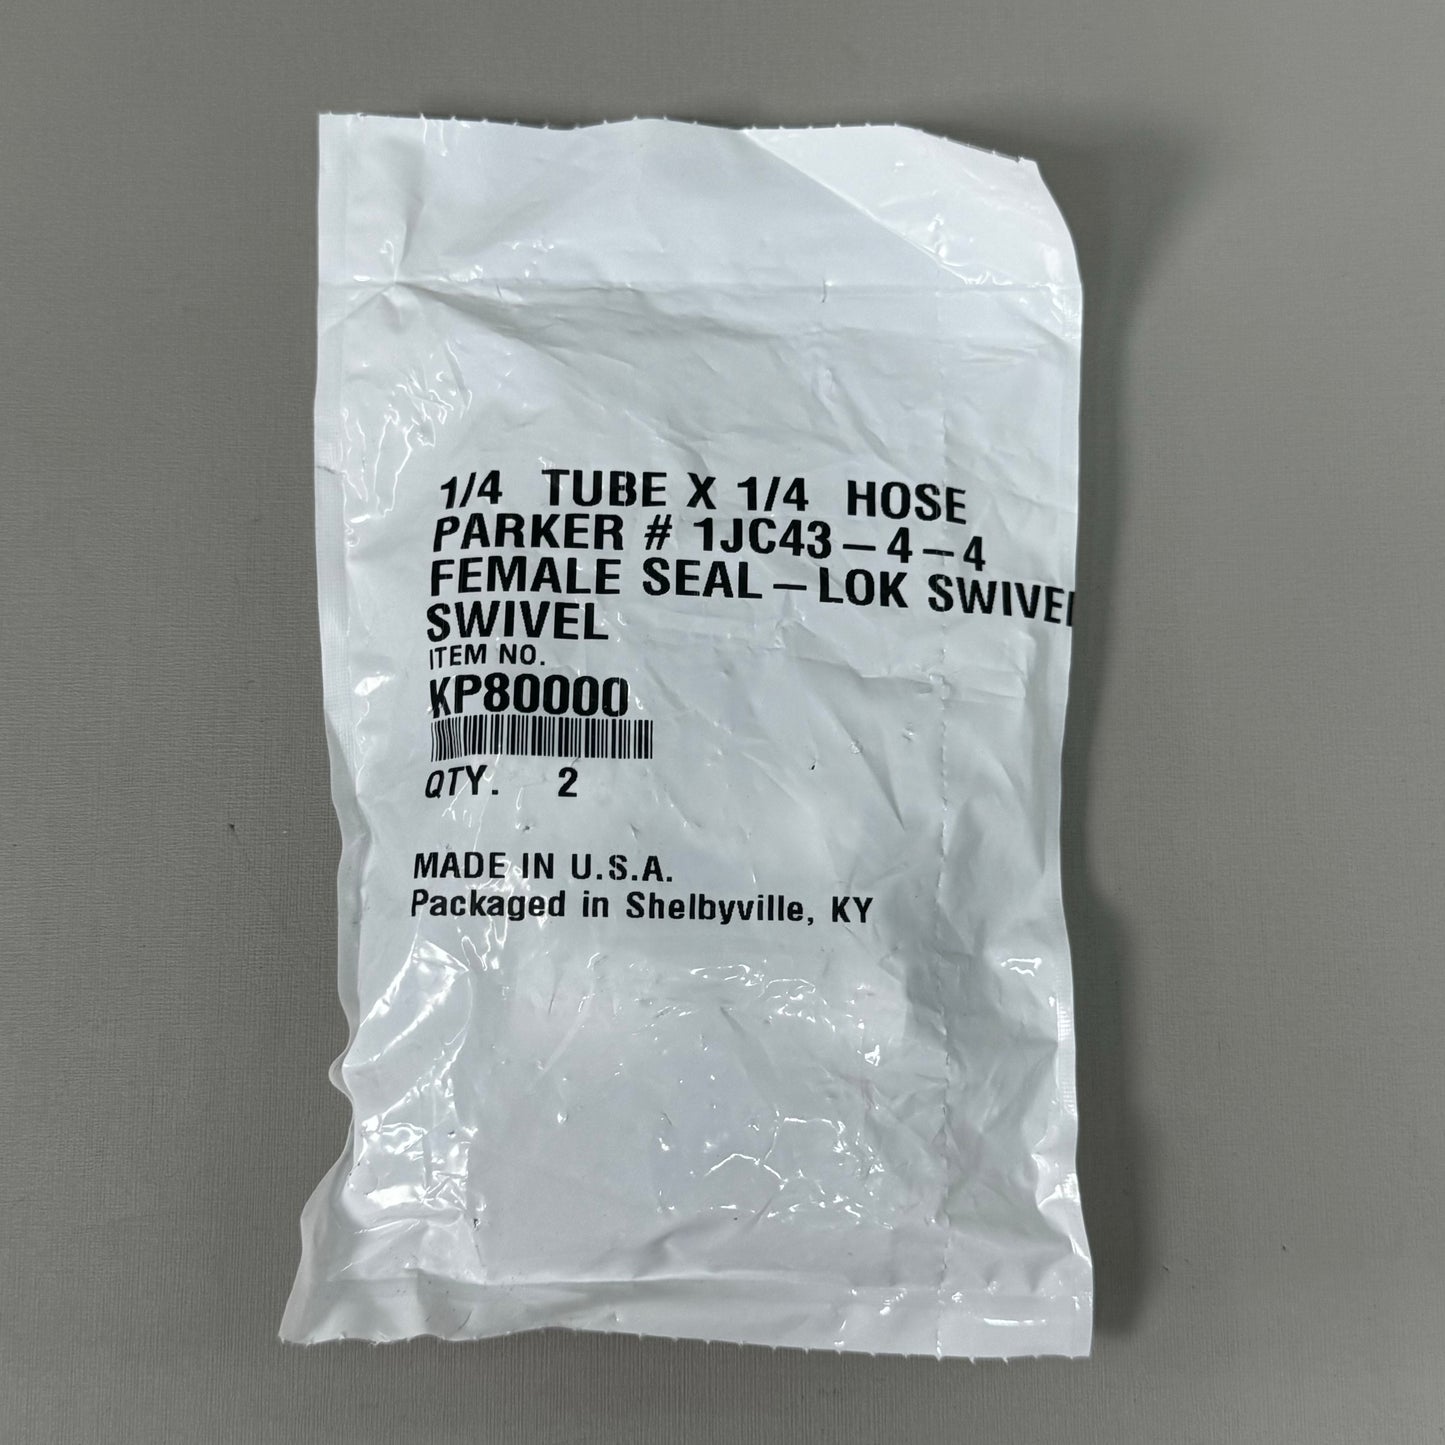 1/4 TUBE X 1/4 HOSE
PARKER # 1JC43-4-4
FEMALE SEAL-LOK SWIVEL
SWIVEL
ITEM NO.
KP80000
QTY. 2
MADE IN U.S.A.
Packaged in Shelbyville, KY